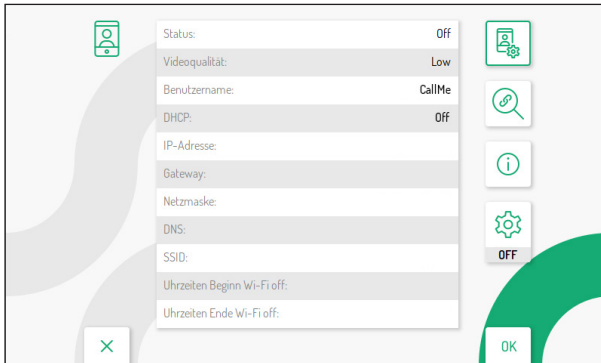 Status: Off
Videoqualität: Low
Benutzername: CallMe
DHCP: Off
IP-Adresse:
Gateway:
Netzmaske:
DNS:
SSID:
Uhrzeiten Beginn Wi-Fi off:
Uhrzeiten Ende Wi-Fi off:
OFF
OK